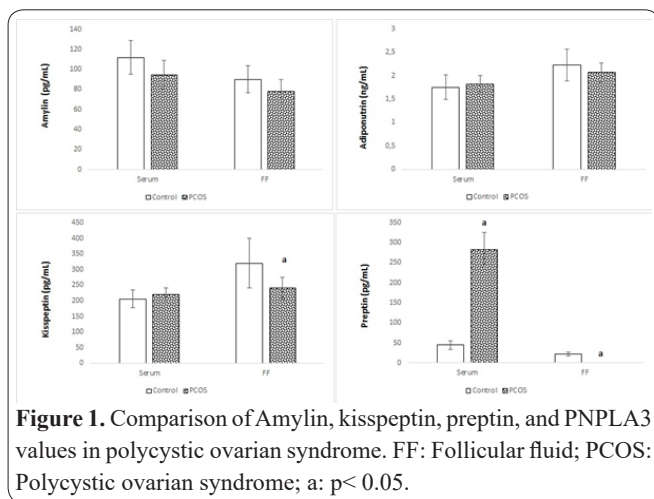 Amylin (pg/mL)
140
120
100
80
60
40
20
0
Serum
FF
Control PCOS
Adiponutrin (ng/mL)
3
2,5
2
1,5
1
0,5
0
Serum
FF
Control PCOS
Kisspeptin (pg/mL)
450
400
350
300
250
200
150
100
50
0
a
Serum
FF
Control PCOS
Preptin (pg/mL)
350
300
250
200
150
100
50
0
a
a
Serum
FF
Control PCOS
Figure 1. Comparison of Amylin, kisspeptin, preptin, and PNPLA3
values in polycystic ovarian syndrome. FF: Follicular fluid; PCOS:
Polycystic ovarian syndrome; a: p< 0.05.